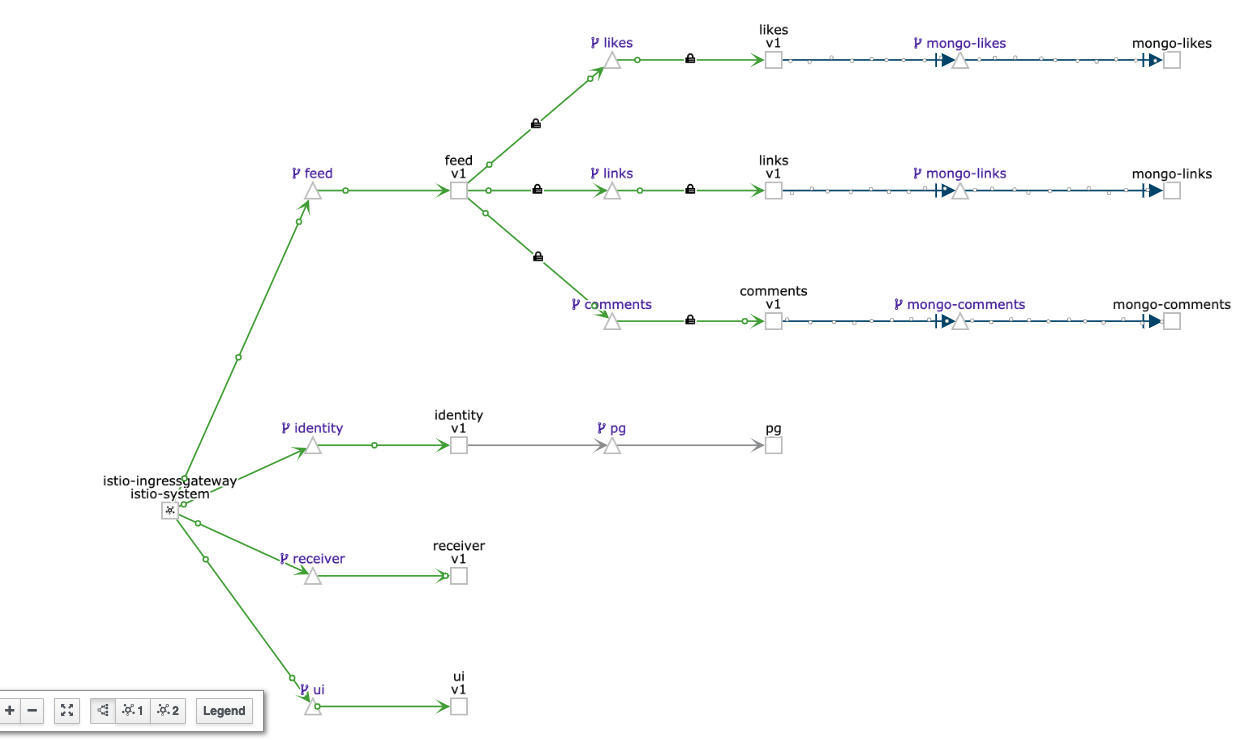 likes
v1
likes
mongo-likes
mongo-likes
feed
feed
v1
links
links
v1
mongo-links
mongo-links
comments
comments
v1
mongo-comments
mongo-comments
identity
identity
v1
pg
pg
istio-ingressgateway
istio-system
receiver
receiver
v1
ui
ui
v1
+ − 1 2 Legend